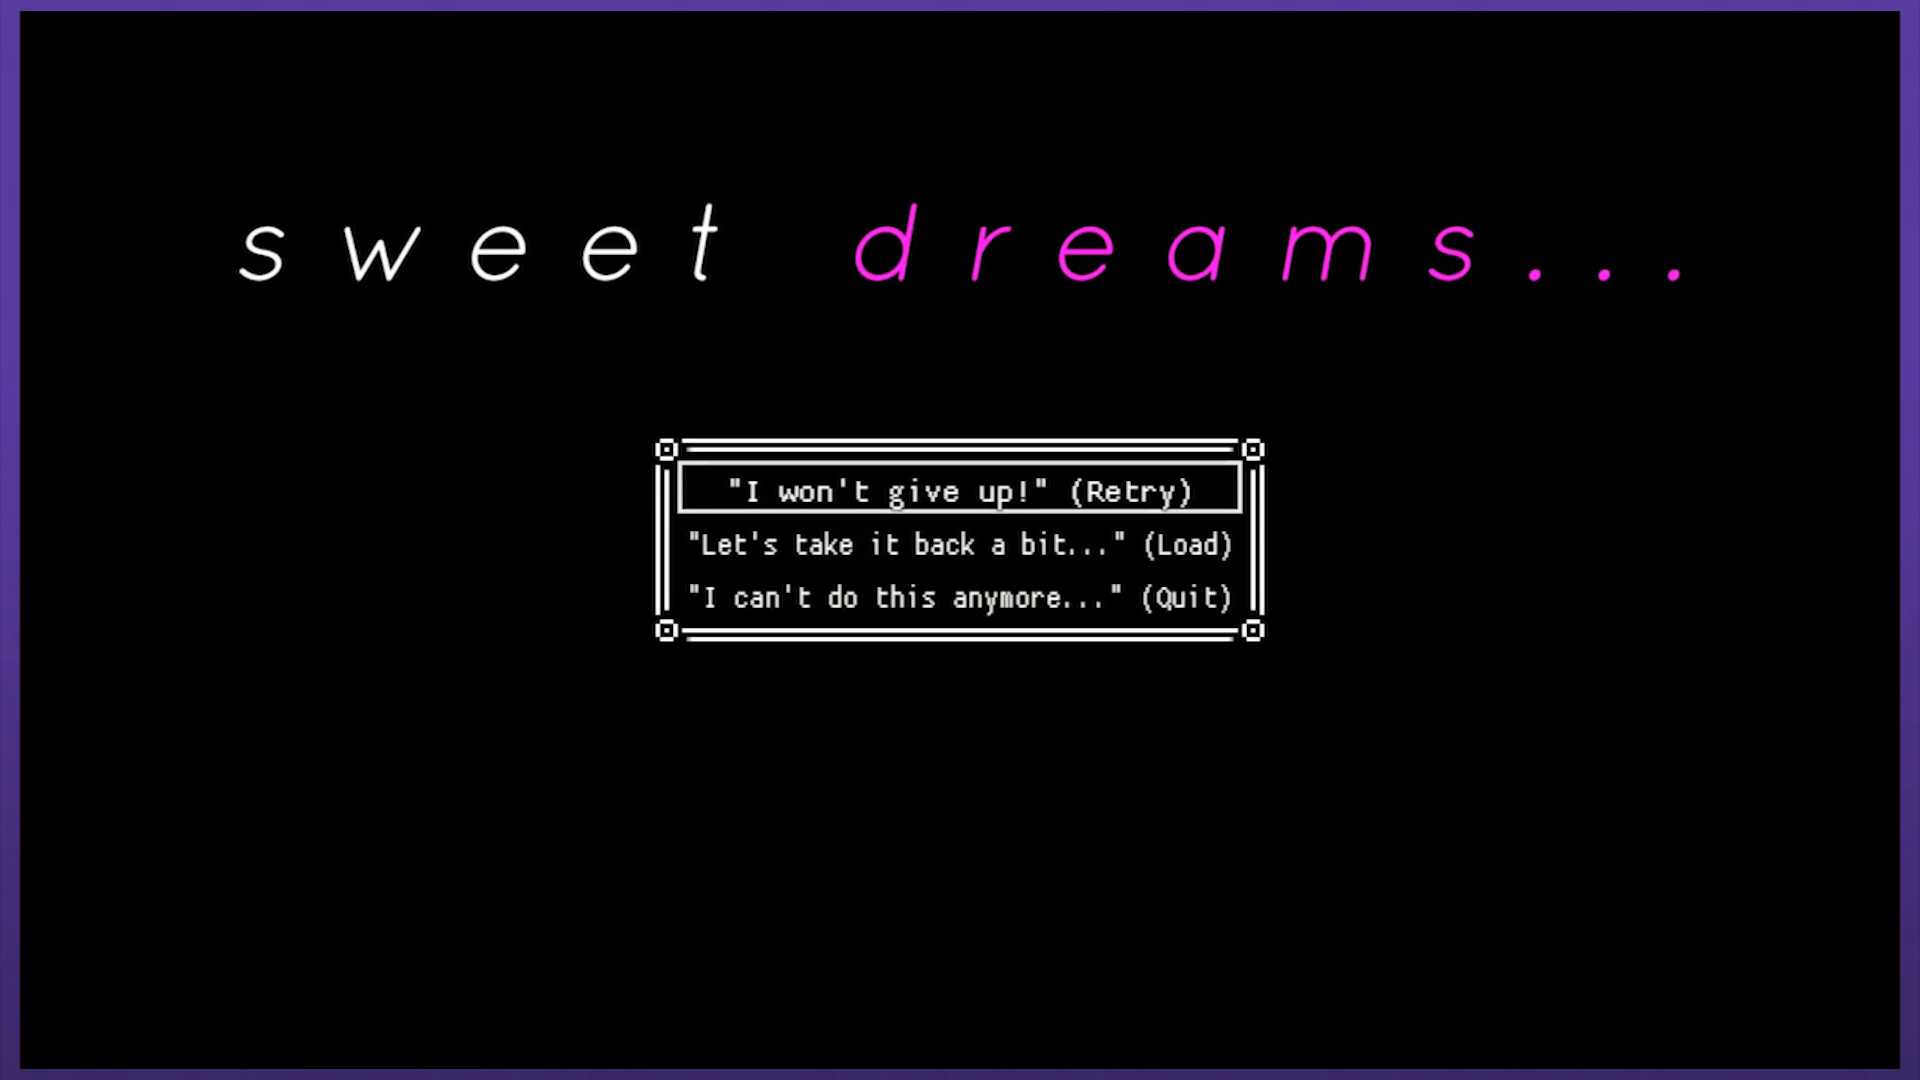 sweet dreams...
"I won't give up!" (Retry)
"Let's take it back a bit..." (Load)
"I can't do this anymore..." (Quit)